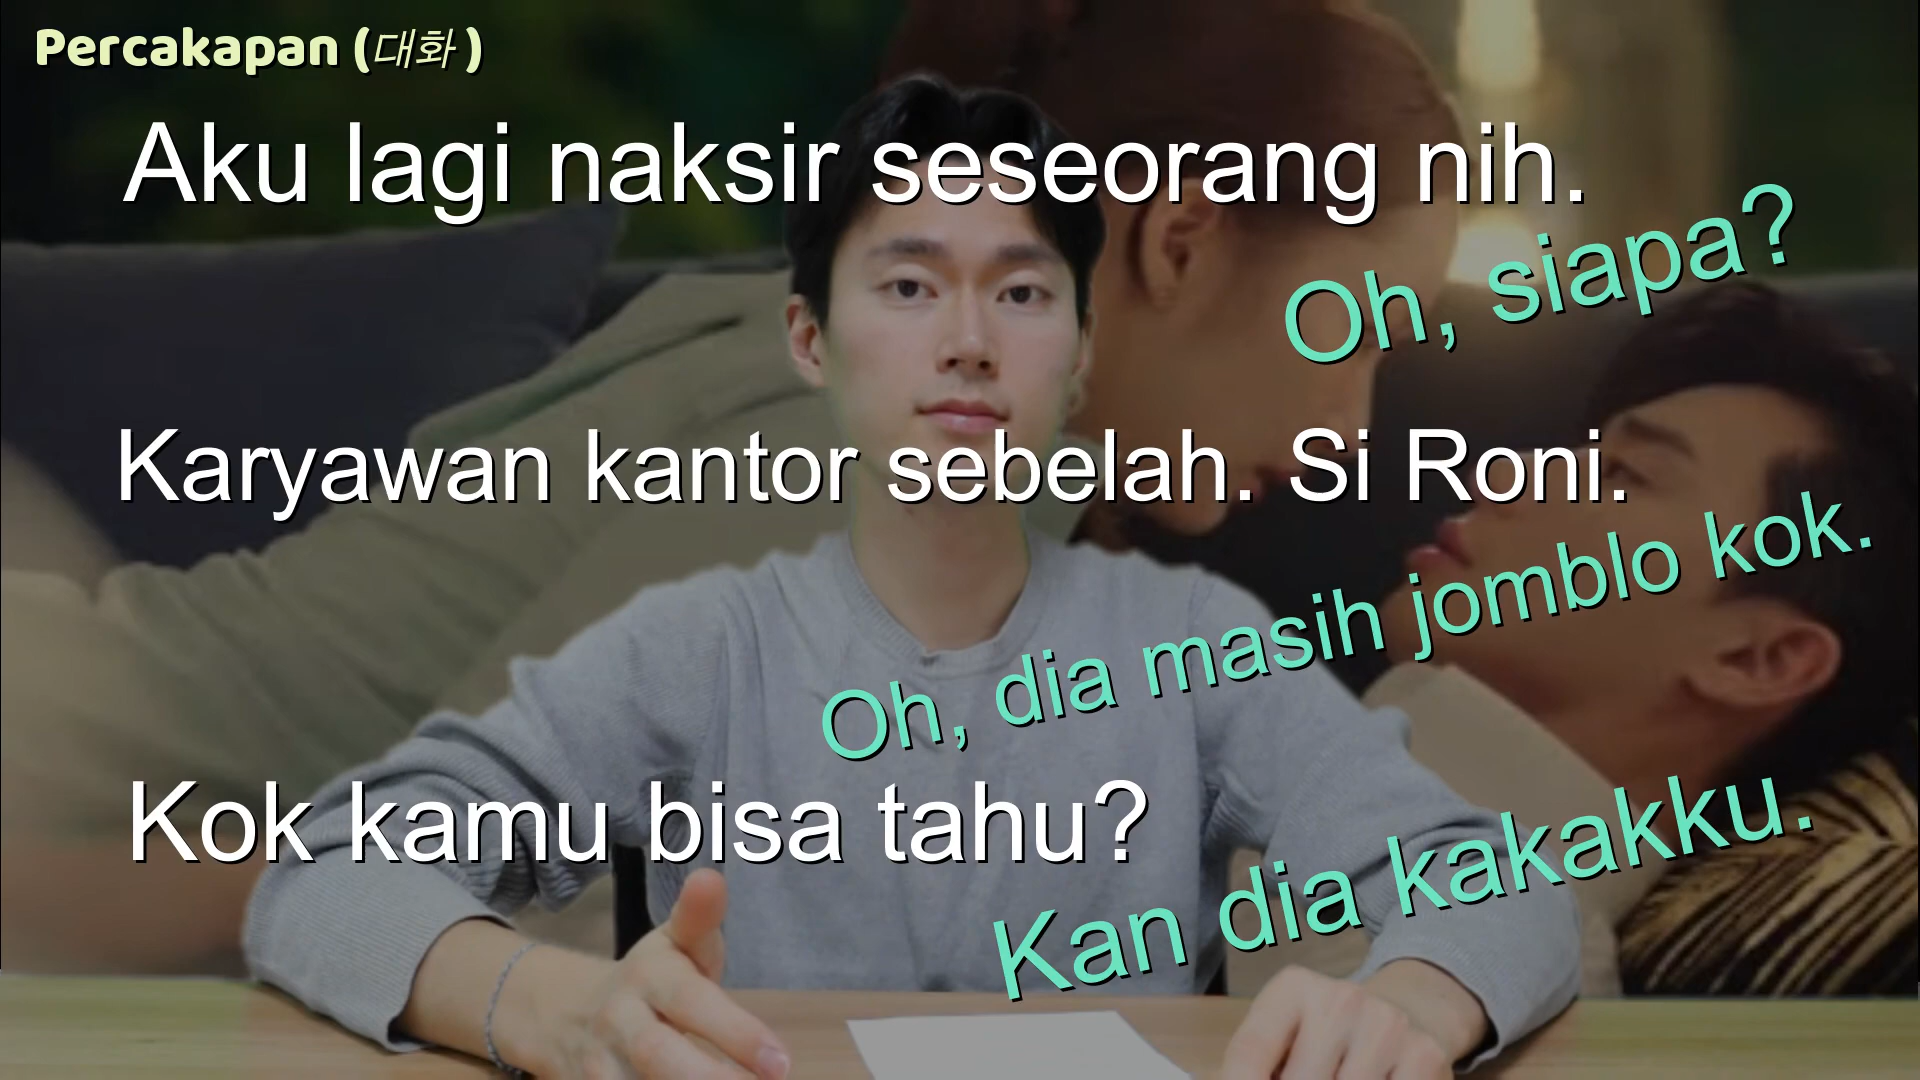 Percakapan (대화)
Aku lagi naksir seseorang nih.
Oh, siapa?
Karyawan kantor sebelah. Si Roni.
Oh, dia masih jomblo kok.
Kok kamu bisa tahu?
Kan dia kakakku.